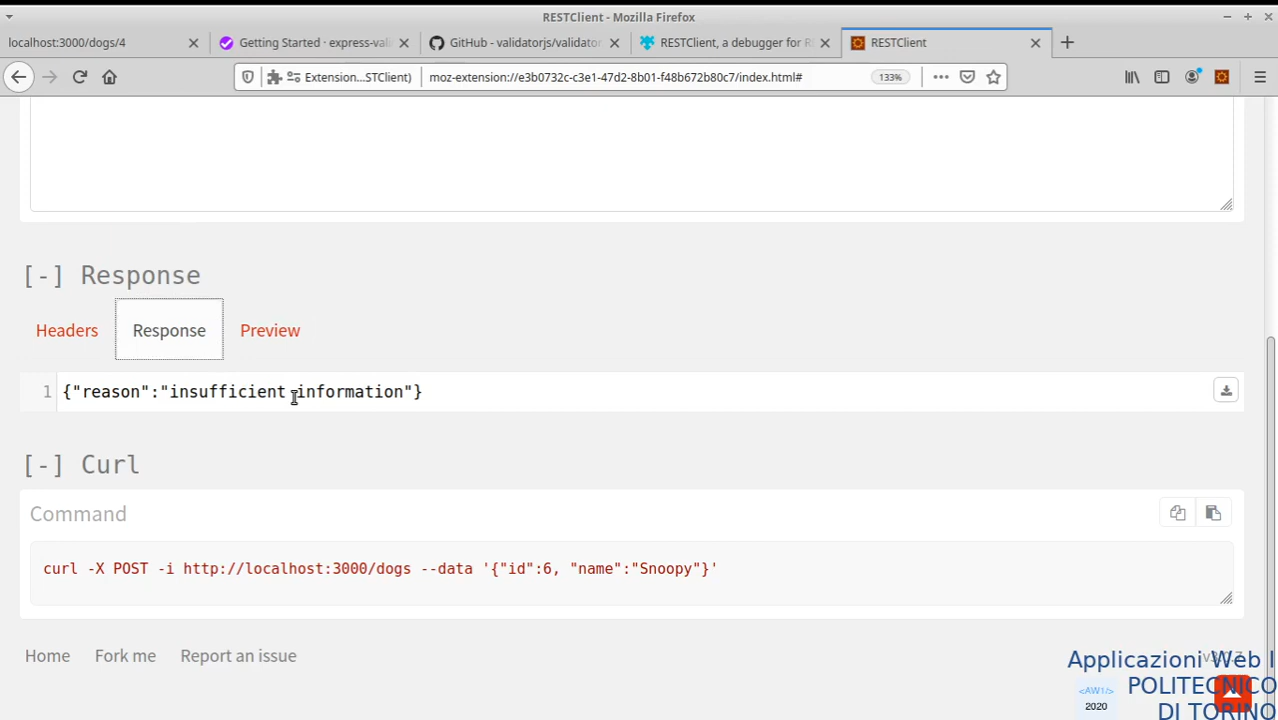 RESTClient - Mozilla Firefox
localhost:3000/dogs/4
Getting Started · express-vali
GitHub - validatorjs/validator
RESTClient, a debugger for R
RESTClient
Extension...STClient)
moz-extension://e3b0732c-c3e1-47d2-8b01-f48b672b80c7/index.html#
133%
[-] Response
Headers
Response
Preview
1 {"reason":"insufficient information"}
[-] Curl
Command
curl -X POST -i http://localhost:3000/dogs --data '{"id":6, "name":"Snoopy"}'
Home
Fork me
Report an issue
Applicazioni Web I
POLITECNICO
DI TORINO
<AW1/>
2020